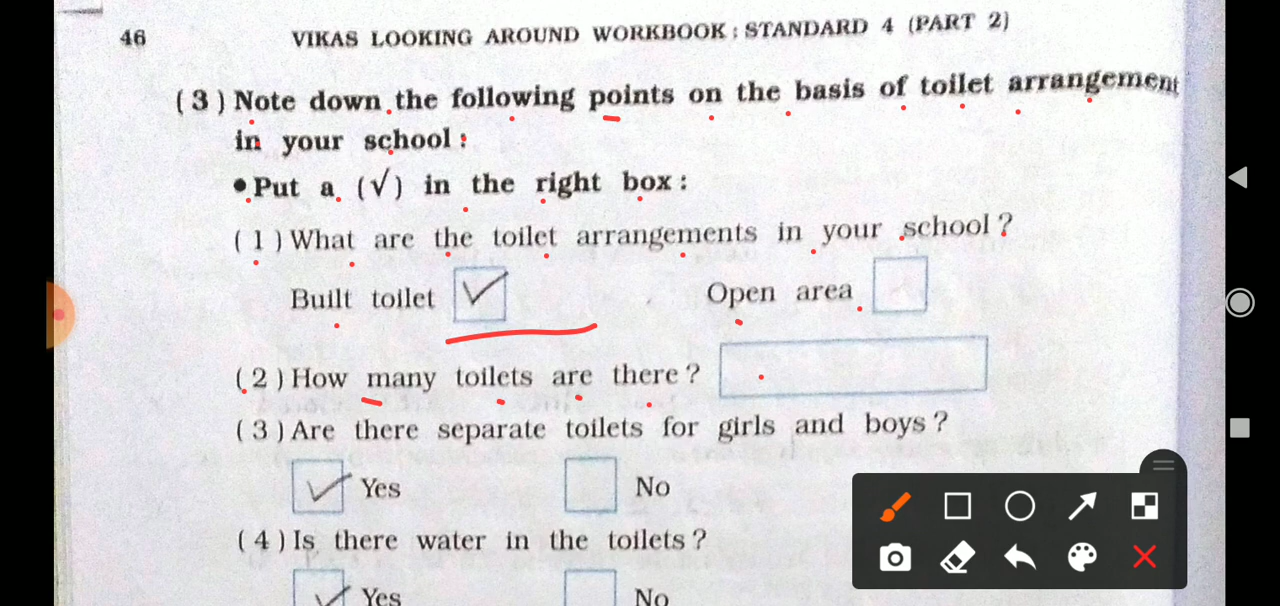 46 VIKAS LOOKING AROUND WORKBOOK : STANDARD 4 (PART 2)
(3) Note down the following points on the basis of toilet arrangement
in your school :
•Put a (√) in the right box :
(1) What are the toilet arrangements in your school ?
Built toilet ✓ Open area
(2) How many toilets are there ?
(3) Are there separate toilets for girls and boys ?
✓ Yes No
(4) Is there water in the toilets ?
✓ Yes No